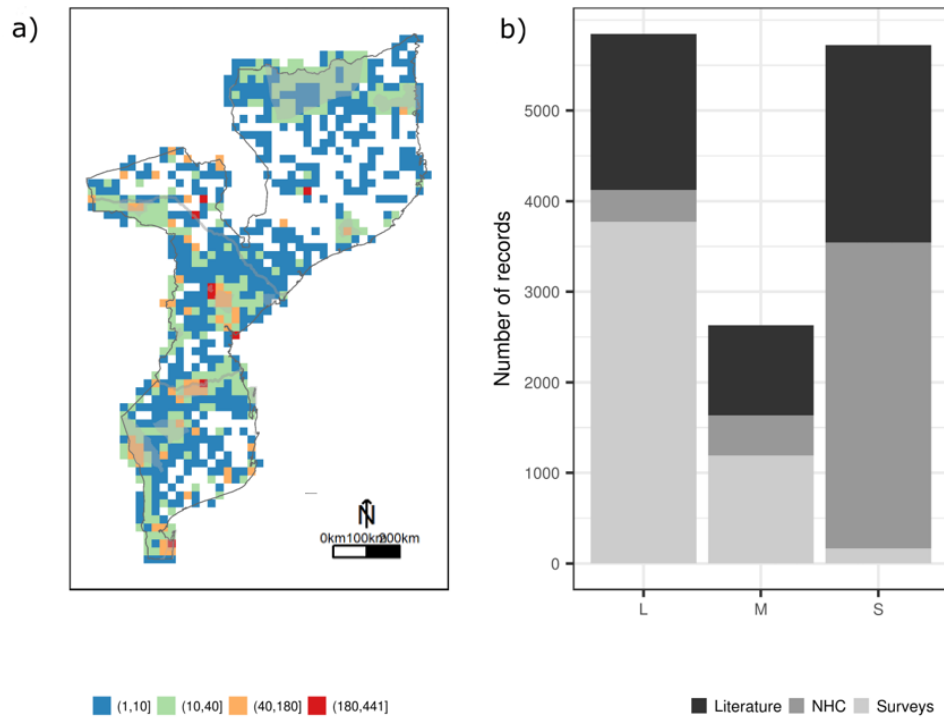 a)
N
0km100km200km
(1,10] (10,40] (40,180] (180,441]
b)
Number of records
5000
4000
3000
2000
1000
0
L M S
Literature NHC Surveys